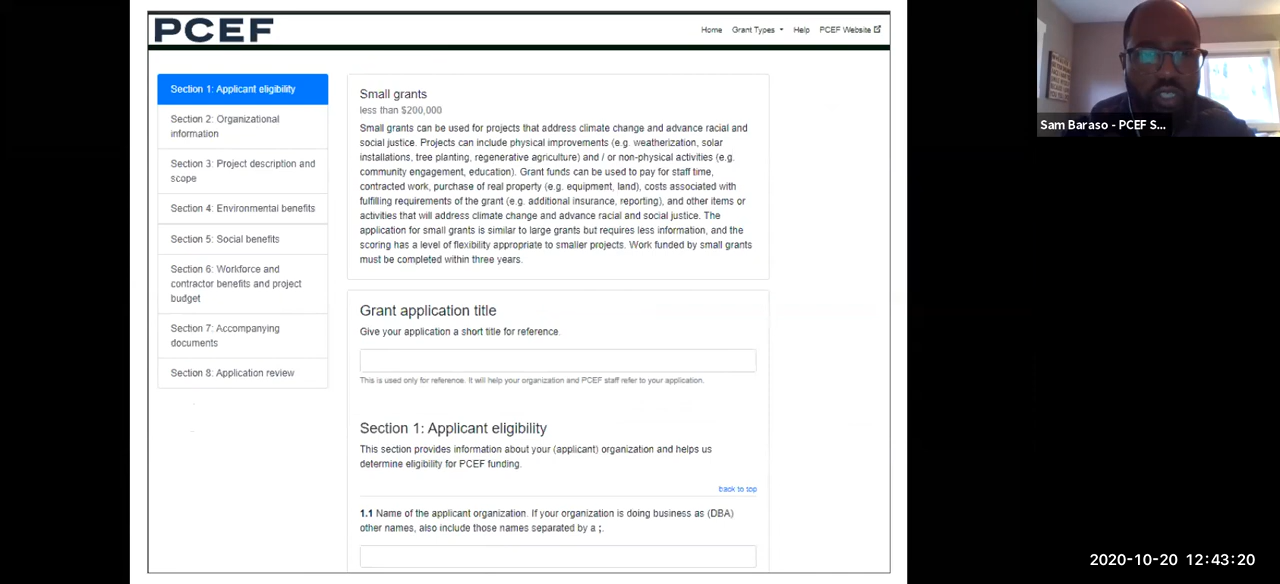 PCEF
Home Grant Types Help PCEF Website
Section 1: Applicant eligibility
Section 2: Organizational
information
Section 3: Project description and
scope
Section 4: Environmental benefits
Section 5: Social benefits
Section 6: Workforce and
contractor benefits and project
budget
Section 7: Accompanying
documents
Section 8: Application review
Small grants
less than $200,000
Small grants can be used for projects that address climate change and advance racial and
social justice. Projects can include physical improvements (e.g. weatherization, solar
installations, tree planting, regenerative agriculture) and / or non-physical activities (e.g.
community engagement, education). Grant funds can be used to pay for staff time,
contracted work, purchase of real property (e.g. equipment, land), costs associated with
fulfilling requirements of the grant (e.g. additional insurance, reporting), and other items or
activities that will address climate change and advance racial and social justice. The
application for small grants is similar to large grants but requires less information, and the
scoring has a level of flexibility appropriate to smaller projects. Work funded by small grants
must be completed within three years.
Grant application title
Give your application a short title for reference.
This is used only for reference. It will help your organization and PCEF staff refer to your application.
Section 1: Applicant eligibility
This section provides information about your (applicant) organization and helps us
determine eligibility for PCEF funding.
back to top
1.1 Name of the applicant organization. If your organization is doing business as (DBA)
other names, also include those names separated by a ;.
Sam Baraso - PCEF S...
2020-10-20 12:43:20